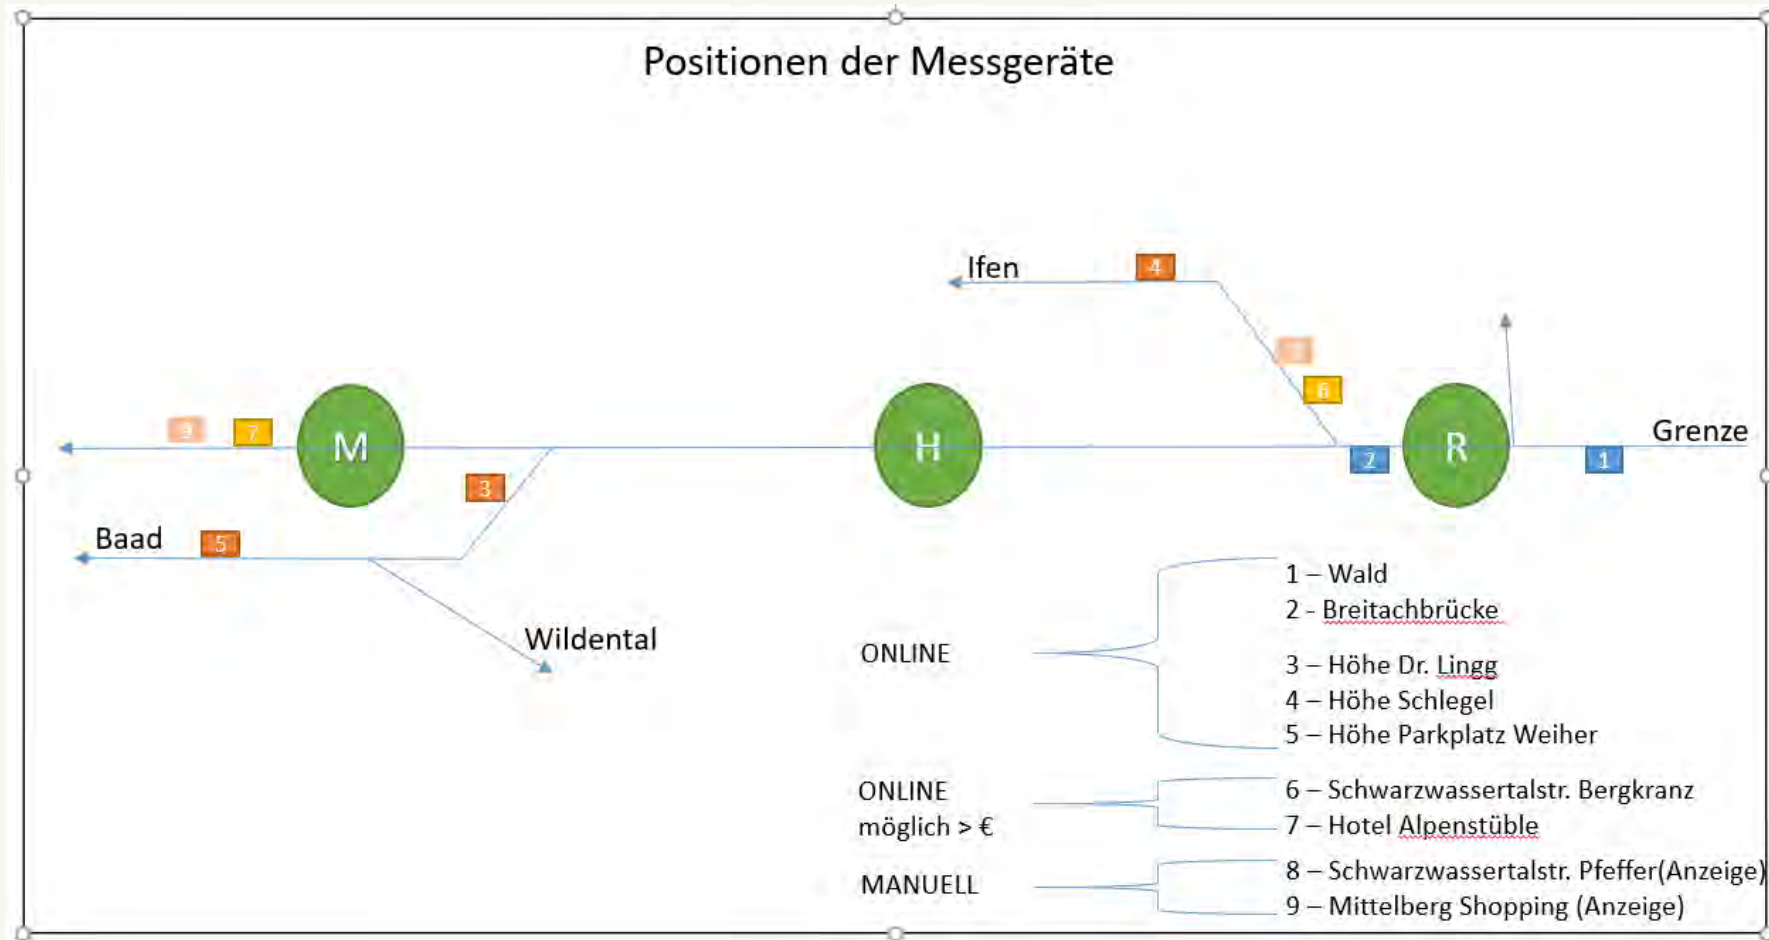 Positionen der Messgeräte
Ifen
4
6
Grenze
9
7
M
H
R
2
1
3
Baad
5
Wildental
ONLINE
1 – Wald
2 - Breitachbrücke
3 – Höhe Dr. Lingg
4 – Höhe Schlegel
5 – Höhe Parkplatz Weiher
ONLINE
möglich > €
6 – Schwarzwassertalstr. Bergkranz
7 – Hotel Alpenstüble
MANUELL
8 – Schwarzwassertalstr. Pfeffer(Anzeige)
9 – Mittelberg Shopping (Anzeige)